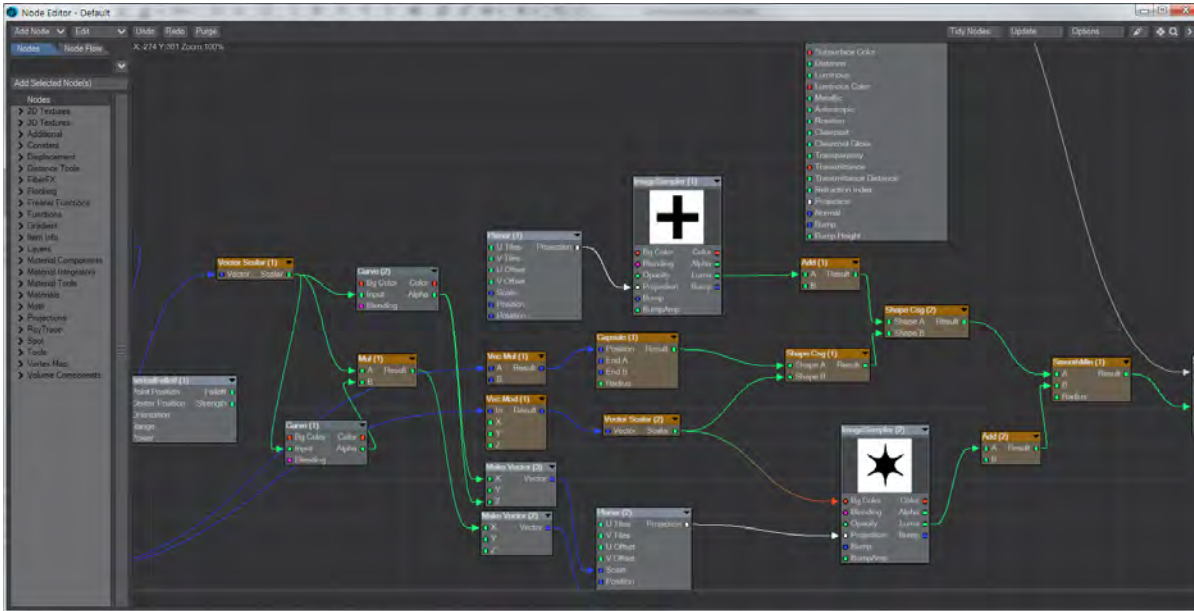 Node Editor - Default
Add Node
Edit
Undo
Redo
Purge
Tidy Nodes
Update
Options
Nodes
Node Flow
X:-274 Y:381 Zoom:100%
Add Selected Node(s)
Nodes
2D Textures
3D Textures
Additional
Constant
Displacement
Distance Tools
FiberFX
Flocking
Fresnel Functions
Functions
Gradient
Item Info
Layers
Material Components
Material Integrators
Material Tools
Materials
Math
Projections
RayTrace
Spot
Tools
Vertex Map
Volume Components
Subsurface Color
Distance
Luminous
Luminous Color
Metallic
Anisotropic
Rotation
Clearcoat
Clearcoat Gloss
Transparency
Transmittance
Transmittance Distance
Refraction Index
Projection
Normal
Bump
Bump Height
Vector Scalar (1)
Vector Scalar
Curve (2)
Bg Color Color
Input Alpha
Blending
Planar (1)
U Tiles Projection
V Tiles
U Offset
V Offset
Scale
Position
Rotation
ImageSampler (1)
Bg Color Color
Blending Alpha
Opacity Luma
Projection Bump
Bump
BumpAmp
Add (1)
A Result
B
Shape Csg (2)
Shape A Result
Shape B
Mul (1)
A Result
B
Vec Mul (1)
A Result
B
Capsule (1)
Position Result
End A
End B
Radius
Shape Csg (1)
Shape A Result
Shape B
SmoothMin (1)
A Result
B
Radius
Point Position Falloff
Center Position Strength
Orientation
Range
Power
Curve (1)
Bg Color Color
Input Alpha
Blending
Vec Mod (1)
In Result
X
Y
Z
Vector Scalar (2)
Vector Scalar
ImageSampler (2)
Bg Color Color
Blending Alpha
Opacity Luma
Projection Bump
Bump
BumpAmp
Add (2)
A Result
B
Make Vector (3)
X Vector
Y
Z
Make Vector (2)
X Vector
Y
Z
Planar (2)
U Tiles Projection
V Tiles
U Offset
V Offset
Scale
Position